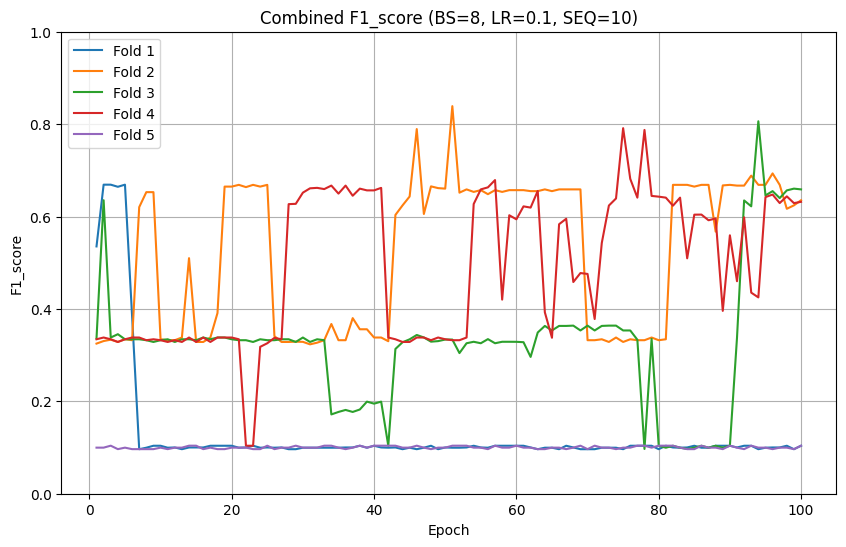 Combined F1_score (BS=8, LR=0.1, SEQ=10)
Fold 1
Fold 2
Fold 3
Fold 4
Fold 5
F1_score
1.0
0.8
0.6
0.4
0.2
0.0
0 20 40 60 80 100
Epoch